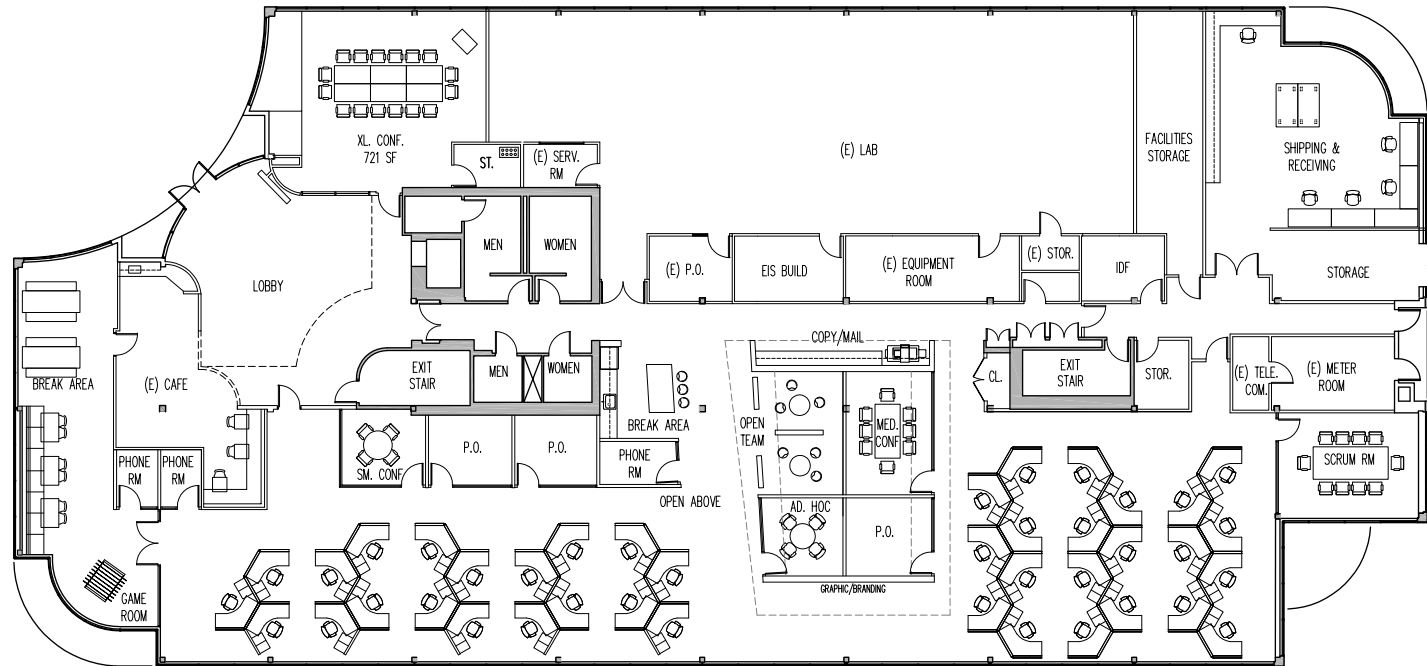 XL. CONF.
721 SF
ST.
(E) SERV.
RM
(E) LAB
FACILITIES
STORAGE
SHIPPING &
RECEIVING
MEN
WOMEN
(E) P.O.
EIS BUILD
(E) EQUIPMENT
ROOM
(E) STOR.
IDF
STORAGE
LOBBY
BREAK AREA
(E) CAFE
EXIT
STAIR
MEN
WOMEN
COPY/MAIL
CL.
EXIT
STAIR
STOR.
(E) TELE.
COM.
(E) METER
ROOM
BREAK AREA
OPEN
TEAM
MED.
CONF
PHONE
RM
PHONE
RM
SM. CONF
P.O.
P.O.
PHONE
RM
SCRUM RM
OPEN ABOVE
AD. HOC
P.O.
GAME
ROOM
GRAPHIC/BRANDING